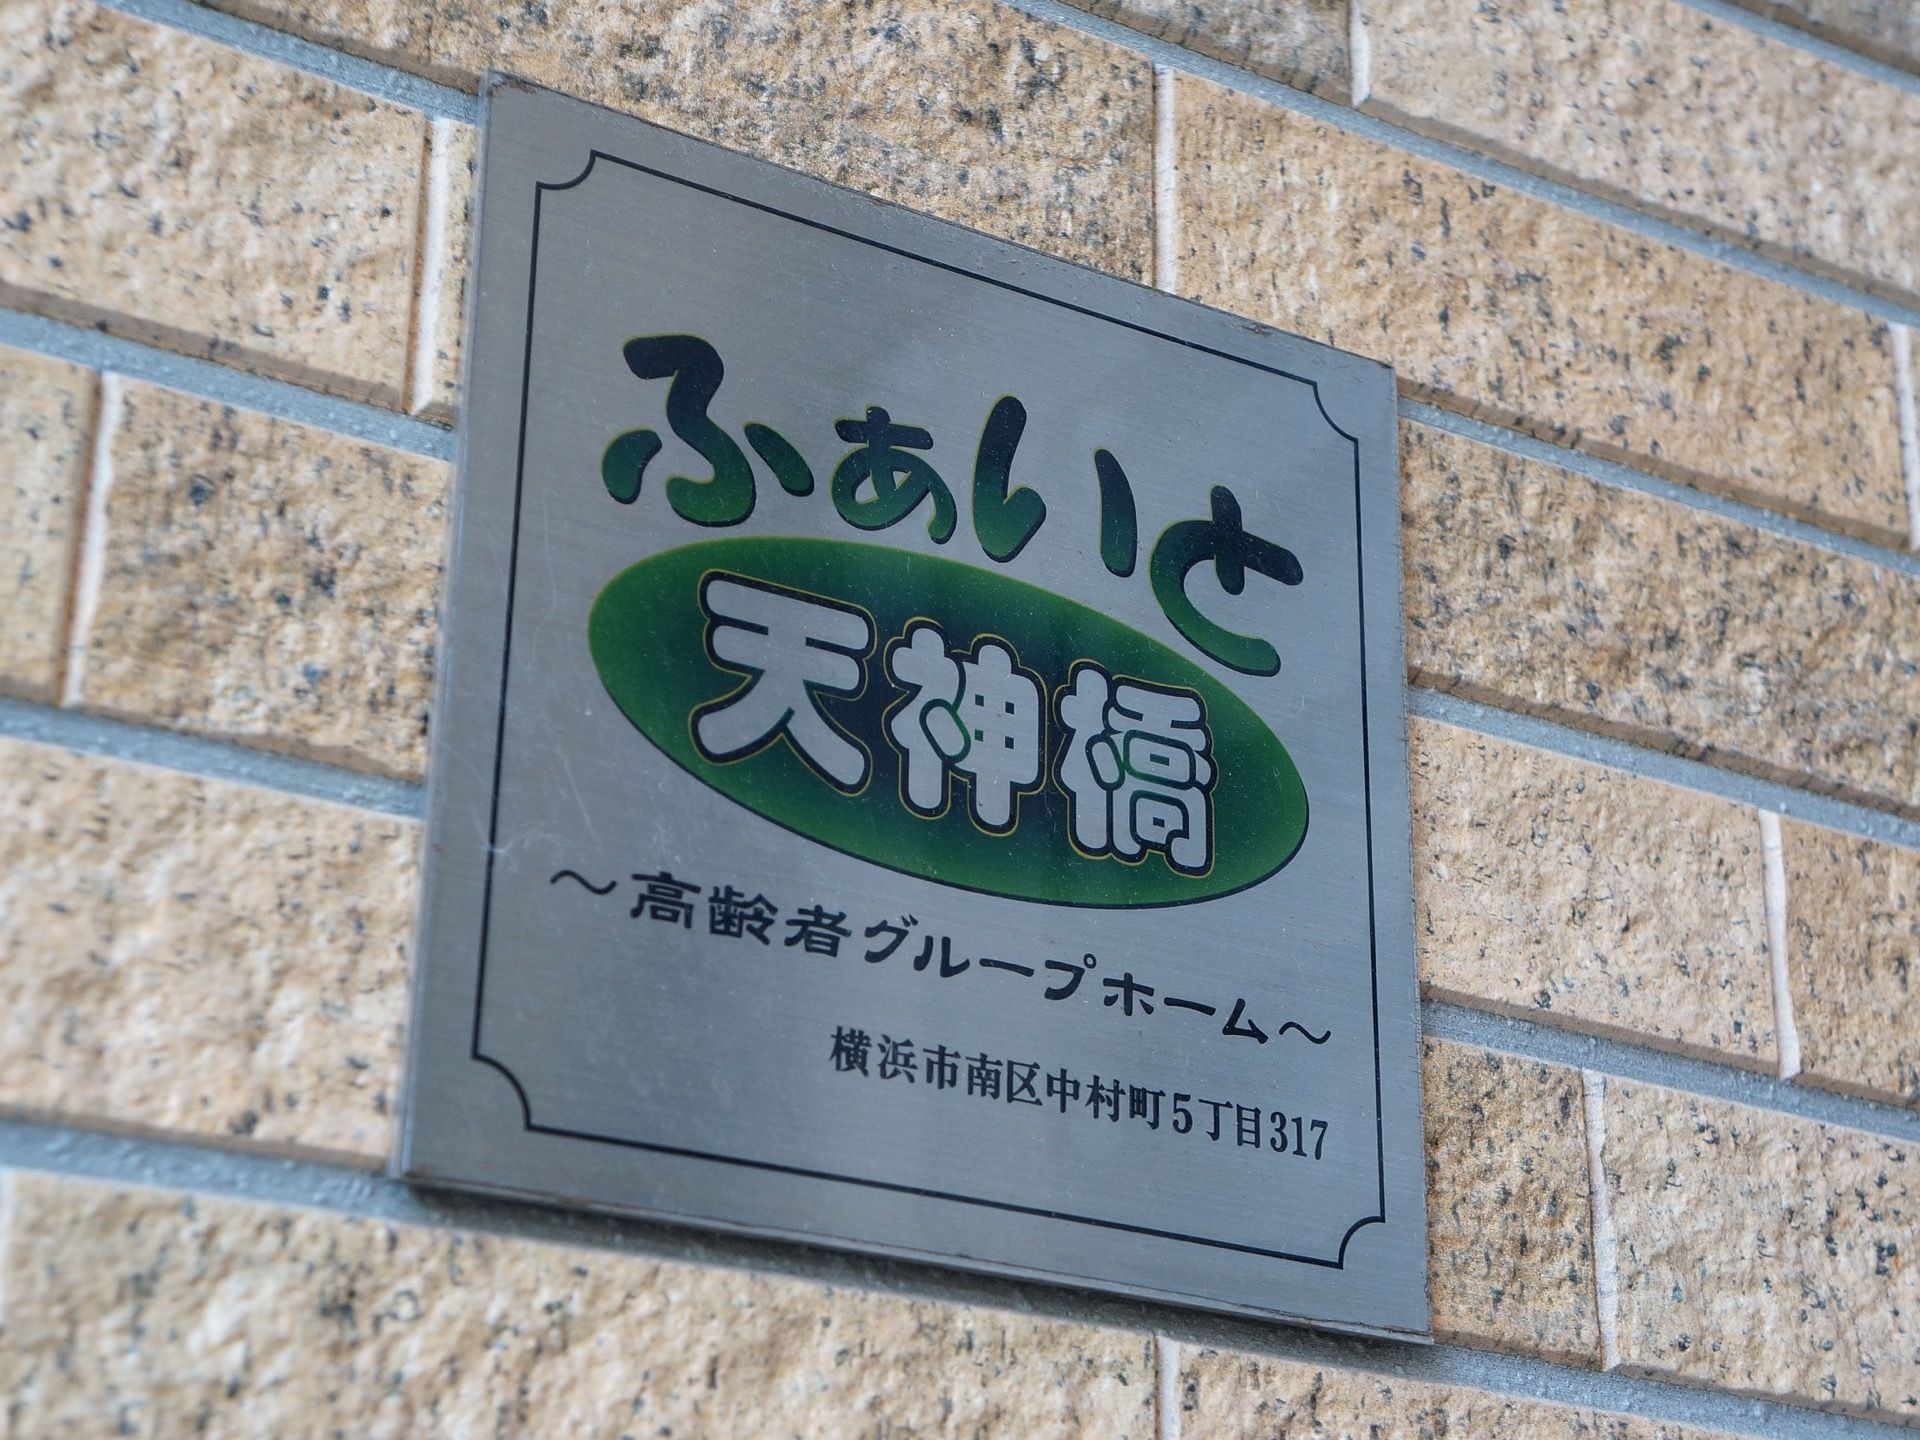 ふぁいと
天神橋
～高齢者グループホーム～
横浜市南区中村町5丁目317